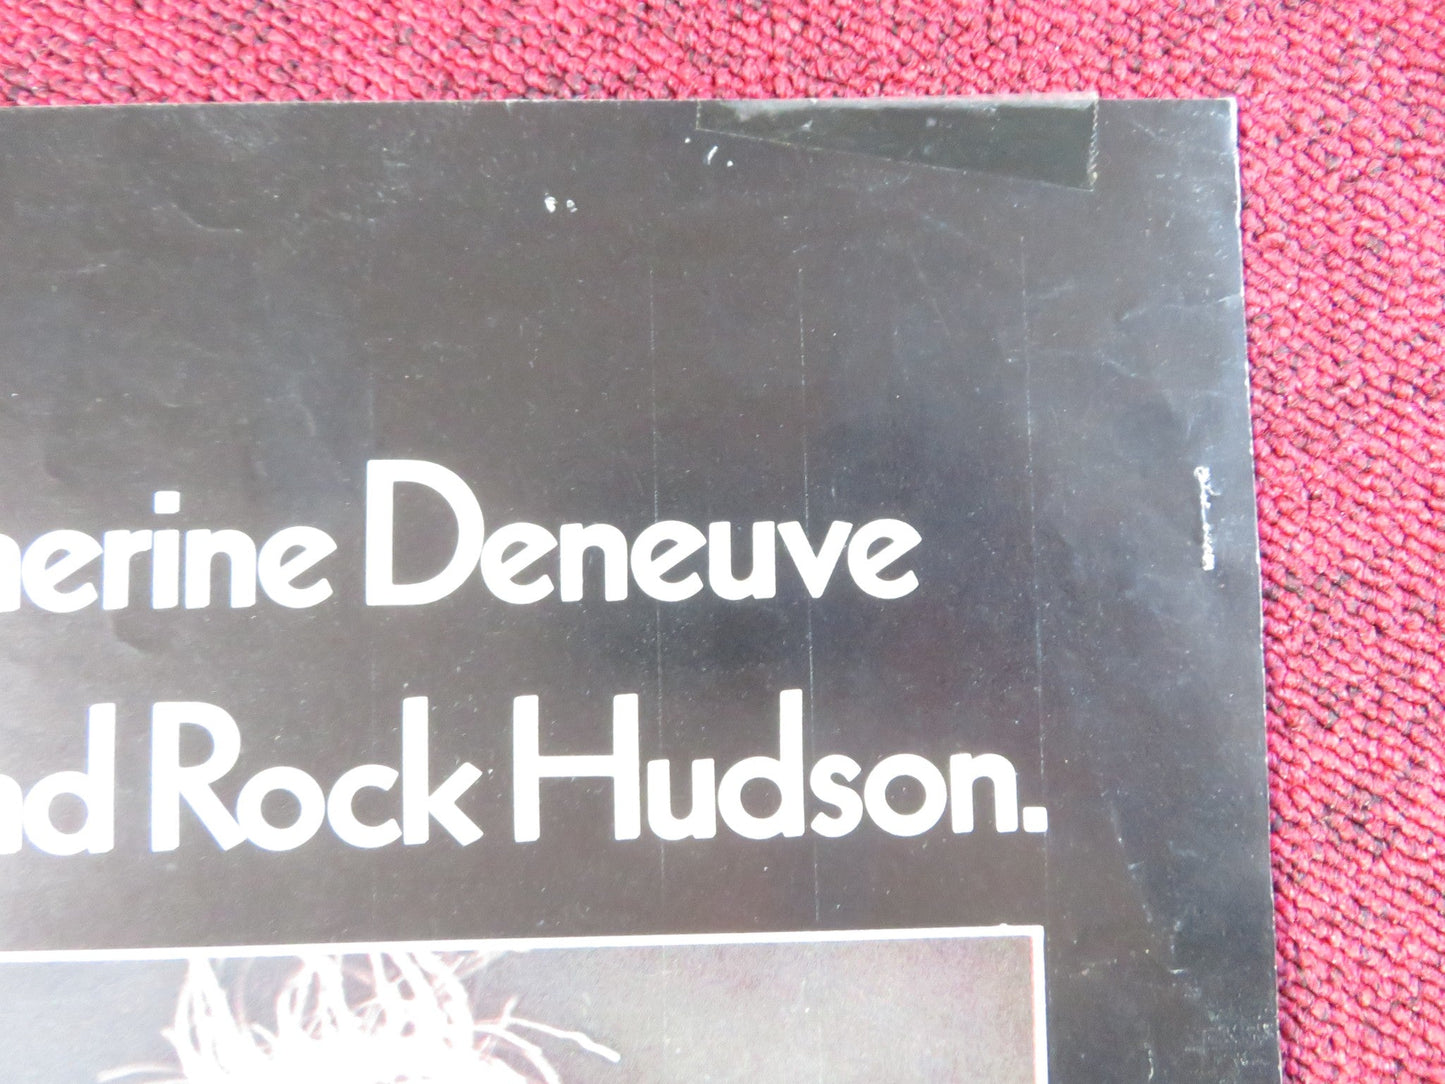 herine Deneuve
nd Rock Hudson.